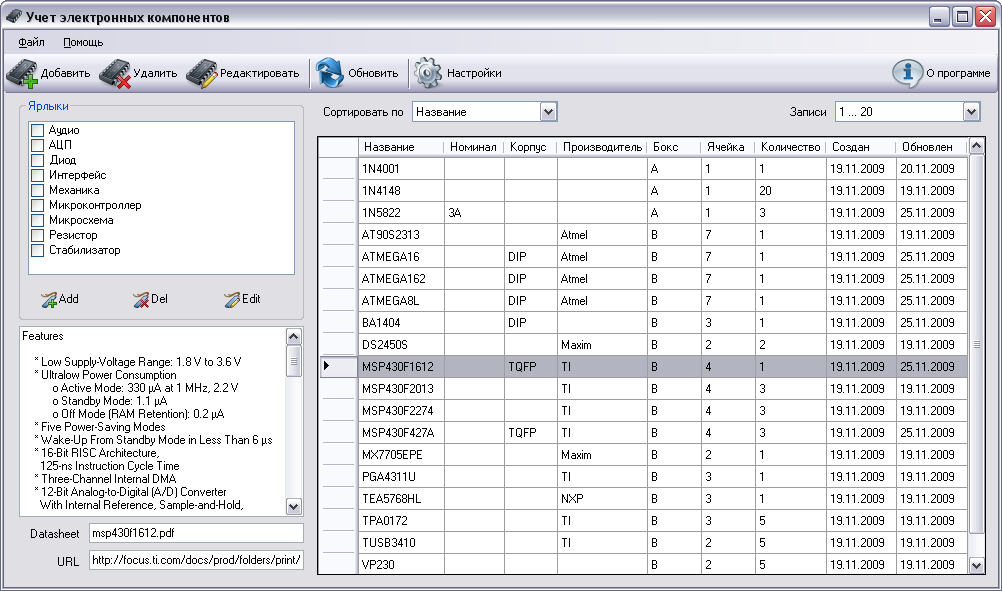 Учет электронных компонентов
Файл Помощь
Добавить Удалить Редактировать Обновить Настройки О программе
Ярлыки
Аудио
АЦП
Диод
Интерфейс
Механика
Микроконтроллер
Микросхема
Резистор
Стабилизатор
Add Del Edit
Features
* Low Supply-Voltage Range: 1.8 V to 3.6 V
* Ultralow Power Consumption
o Active Mode: 330 µA at 1 MHz, 2.2 V
o Standby Mode: 1.1 µA
o Off Mode (RAM Retention): 0.2 µA
* Five Power-Saving Modes
* Wake-Up From Standby Mode in Less Than 6 µs
* 16-Bit RISC Architecture,
125-ns Instruction Cycle Time
* Three-Channel Internal DMA
* 12-Bit Analog-to-Digital (A/D) Converter
With Internal Reference, Sample-and-Hold,
Datasheet msp430f1612.pdf
URL http://focus.ti.com/docs/prod/folders/print/
Сортировать по Название Записи 1 ... 20
Название Номинал Корпус Производитель Бокс Ячейка Количество Создан Обновлен
1N4001 A 1 1 19.11.2009 20.11.2009
1N4148 A 1 20 19.11.2009 19.11.2009
1N5822 3A A 1 3 19.11.2009 25.11.2009
AT90S2313 Atmel B 7 1 19.11.2009 25.11.2009
ATMEGA16 DIP Atmel B 7 1 19.11.2009 25.11.2009
ATMEGA162 DIP Atmel B 7 1 19.11.2009 25.11.2009
ATMEGA8L DIP Atmel B 7 1 19.11.2009 25.11.2009
BA1404 DIP B 3 1 19.11.2009 25.11.2009
DS2450S Maxim B 2 2 19.11.2009 19.11.2009
MSP430F1612 TQFP TI B 4 1 19.11.2009 25.11.2009
MSP430F2013 TI B 4 3 19.11.2009 19.11.2009
MSP430F2274 TI B 4 3 19.11.2009 19.11.2009
MSP430F427A TQFP TI B 4 3 19.11.2009 25.11.2009
MX7705EPE Maxim B 2 1 19.11.2009 19.11.2009
PGA4311U TI B 3 1 19.11.2009 19.11.2009
TEA5768HL NXP B 3 1 19.11.2009 19.11.2009
TPA0172 TI B 3 5 19.11.2009 19.11.2009
TUSB3410 TI B 2 5 19.11.2009 19.11.2009
VP230 B 2 5 19.11.2009 19.11.2009